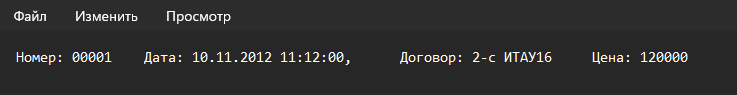 Файл Изменить Просмотр
Номер: 00001 Дата: 10.11.2012 11:12:00, Договор: 2-с ИТАУ16 Цена: 120000